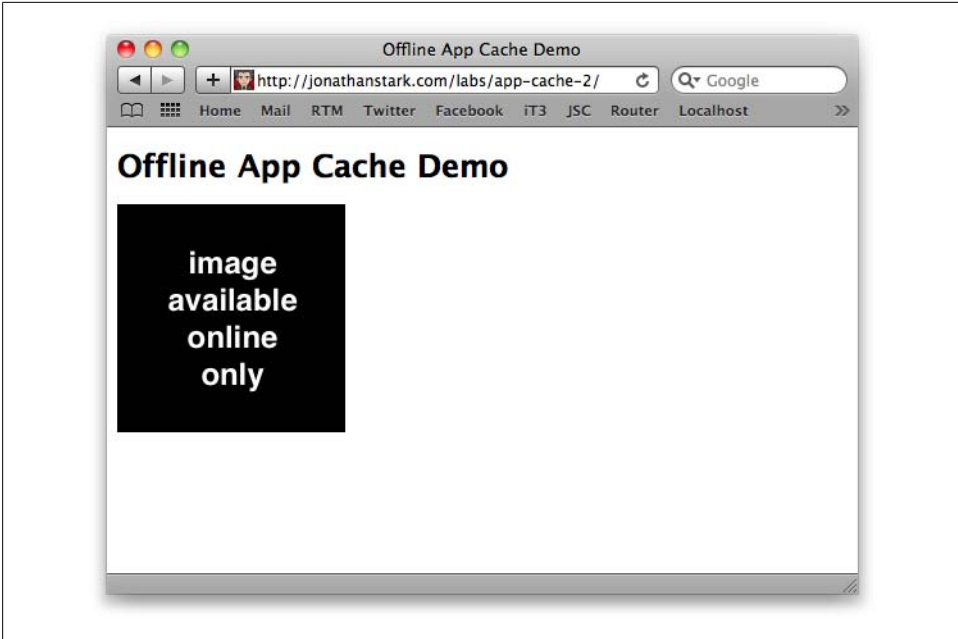 Offline App Cache Demo
http://jonathanstark.com/labs/app-cache-2/
Google
Home Mail RTM Twitter Facebook iT3 JSC Router Localhost
Offline App Cache Demo
image
available
online
only